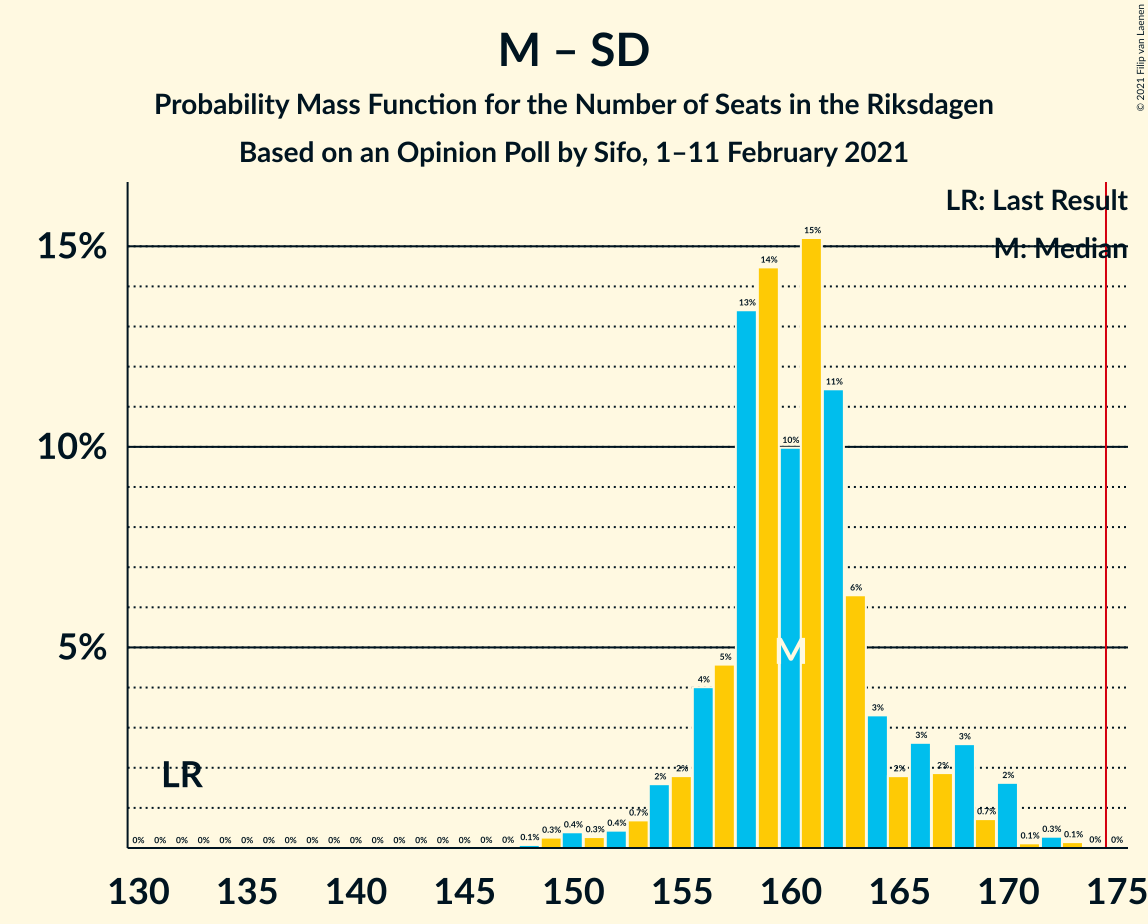 M – SD
Probability Mass Function for the Number of Seats in the Riksdagen
Based on an Opinion Poll by Sifo, 1–11 February 2021
© 2021 Filip van Laenen
LR: Last Result
M: Median
15%
10%
5%
15%
14%
13%
11%
10%
6%
5%
4%
3%
3%
3%
2%
2%
2%
2%
2%
0.7%
0.7%
0.1%
0.3%
0.4%
0.3%
0.4%
0.1%
0.3%
0.1%
M
LR
0% 0% 0% 0% 0% 0% 0% 0% 0% 0% 0% 0% 0% 0% 0% 0% 0% 0% 0% 0%
130 135 140 145 150 155 160 165 170 175